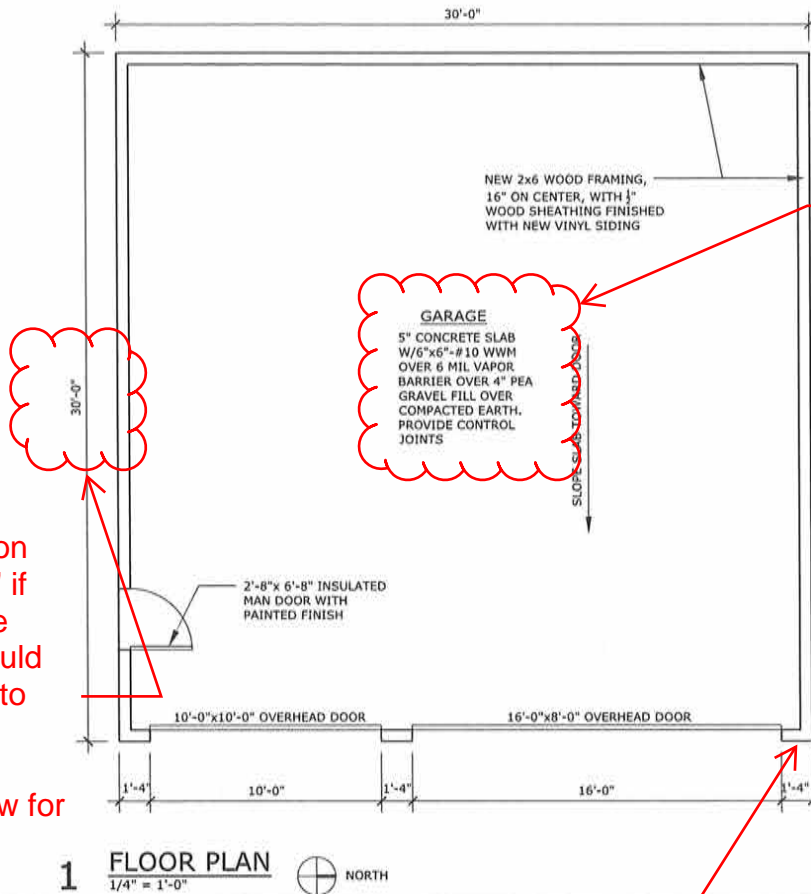 30'-0"
NEW 2x6 WOOD FRAMING,
16" ON CENTER, WITH ½"
WOOD SHEATHING FINISHED
WITH NEW VINYL SIDING
GARAGE
5" CONCRETE SLAB
W/6"x6"-#10 WWM
OVER 6 MIL VAPOR
BARRIER OVER 4" PEA
GRAVEL FILL OVER
COMPACTED EARTH.
PROVIDE CONTROL
JOINTS
SLOPE SLAB TOWARD DOOR
30'-0"
on
if
to
w for
2'-8"x 6'-8" INSULATED
MAN DOOR WITH
PAINTED FINISH
10'-0"x10'-0" OVERHEAD DOOR
16'-0"x8'-0" OVERHEAD DOOR
1'-4"
10'-0"
1'-4"
16'-0"
1'-4"
1
FLOOR PLAN
1/4" = 1'-0"
NORTH